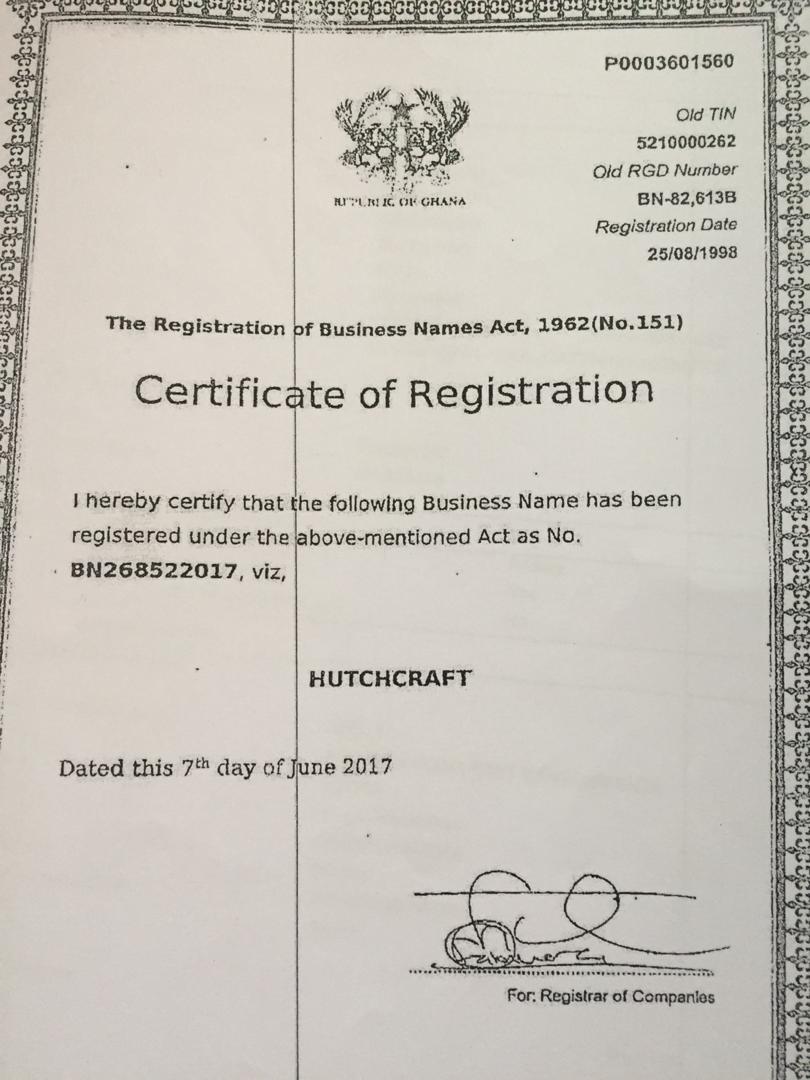 P0003601560
Old TIN
5210000262
Old RGD Number
BN-82,613B
Registration Date
25/08/1998
REPUBLIC OF GHANA
The Registration of Business Names Act, 1962(No.151)
Certificate of Registration
I hereby certify that the following Business Name has been
registered under the above-mentioned Act as No.
BN268522017, viz,
HUTCHCRAFT
Dated this 7th day of June 2017
For: Registrar of Companies